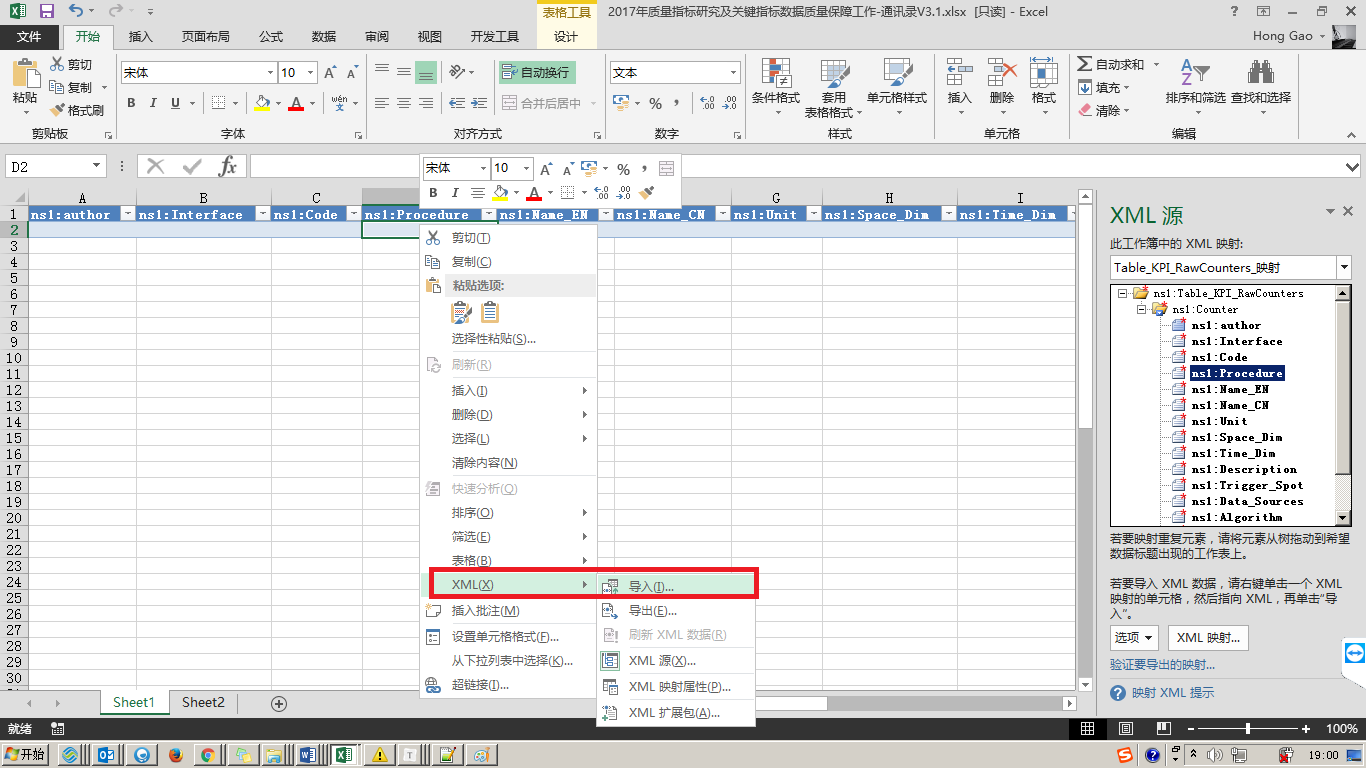 表格工具
2017年质量指标研究及关键指标数据质量保障工作-通讯录V3.1.xlsx [只读] - Excel
文件 开始 插入 页面布局 公式 数据 审阅 视图 开发工具 设计
Hong Gao
粘贴
剪切
复制
格式刷
剪贴板
宋体 10
B I U
wén
文
字体
自动换行
合并后居中
对齐方式
文本
数字
条件格式
套用
表格格式
单元格样式
样式
插入 删除 格式
单元格
自动求和
填充
清除
排序和筛选 查找和选择
编辑
D2
宋体 10
B I
A B C G H I
1 ns1:author ns1:Interface ns1:Code ns1:Procedure ns1:Name_EN ns1:Name_CN ns1:Unit ns1:Space_Dim ns1:Time_Dim
2
3
4
5
6
7
8
9
10
11
12
13
14
15
16
17
18
19
20
21
22
23
24
25
26
27
28
29
30
剪切(T)
复制(C)
粘贴选项:
选择性粘贴(S)...
刷新(R)
插入(I)
删除(D)
选择(L)
清除内容(N)
快速分析(Q)
排序(O)
筛选(E)
表格(B)
XML(X)
插入批注(M)
设置单元格格式(F)...
从下拉列表中选择(K)...
超链接(I)...
导入(I)...
导出(E)...
刷新 XML 数据(R)
XML 源(X)...
XML 映射属性(P)...
XML 扩展包(A)...
XML 源
此工作簿中的 XML 映射:
Table_KPI_RawCounters_映射
ns1:Table_KPI_RawCounters
ns1:Counter
ns1:author
ns1:Interface
ns1:Code
ns1:Procedure
ns1:Name_EN
ns1:Name_CN
ns1:Unit
ns1:Space_Dim
ns1:Time_Dim
ns1:Description
ns1:Trigger_Spot
ns1:Data_Sources
ns1:Algorithm
若要映射重复元素，请将元素从树拖动到希望
数据标题出现的工作表上。
若要导入 XML 数据，请右键单击一个 XML
映射的单元格，然后指向 XML，再单击“导
入”。
选项
XML 映射...
验证要导出的映射...
映射 XML 提示
Sheet1 Sheet2
就绪
100%
开始
19:00